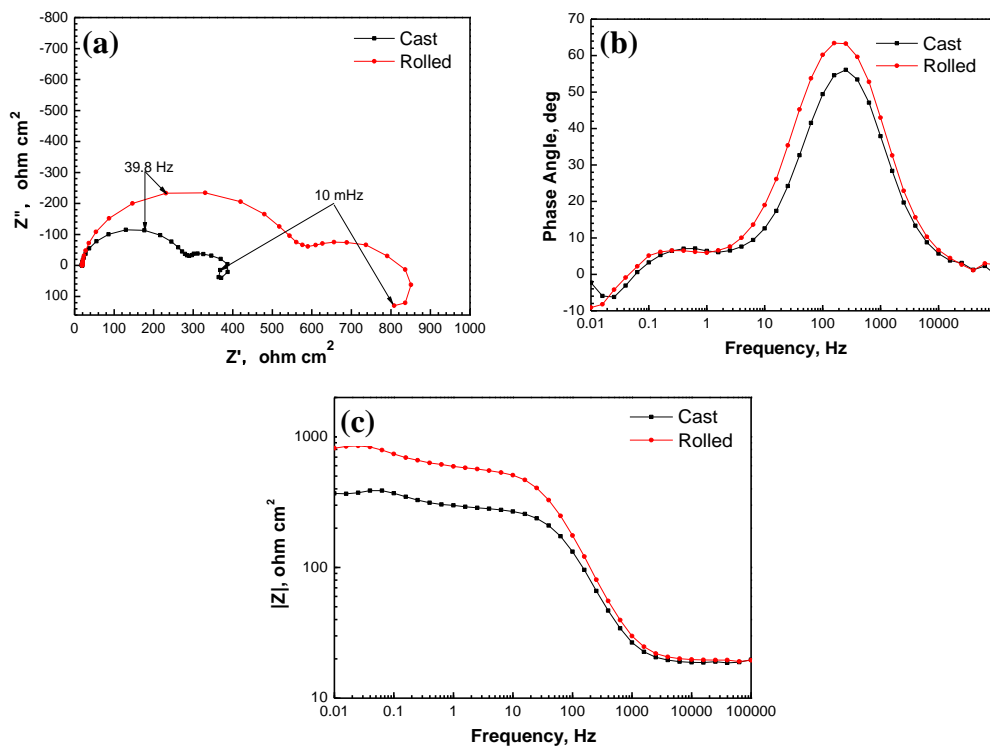 (a)
Cast
Rolled
39.8 Hz
10 mHz
-800
-700
-600
-500
-400
-300
-200
-100
0
100
Z", ohm cm²
0 100 200 300 400 500 600 700 800 900 1000
Z', ohm cm²
(b)
Cast
Rolled
70
60
50
40
30
20
10
0
-10
Phase Angle, deg
0.01 0.1 1 10 100 1000 10000
Frequency, Hz
(c)
Cast
Rolled
1000
100
10
|Z|, ohm cm²
0.01 0.1 1 10 100 1000 10000 100000
Frequency, Hz